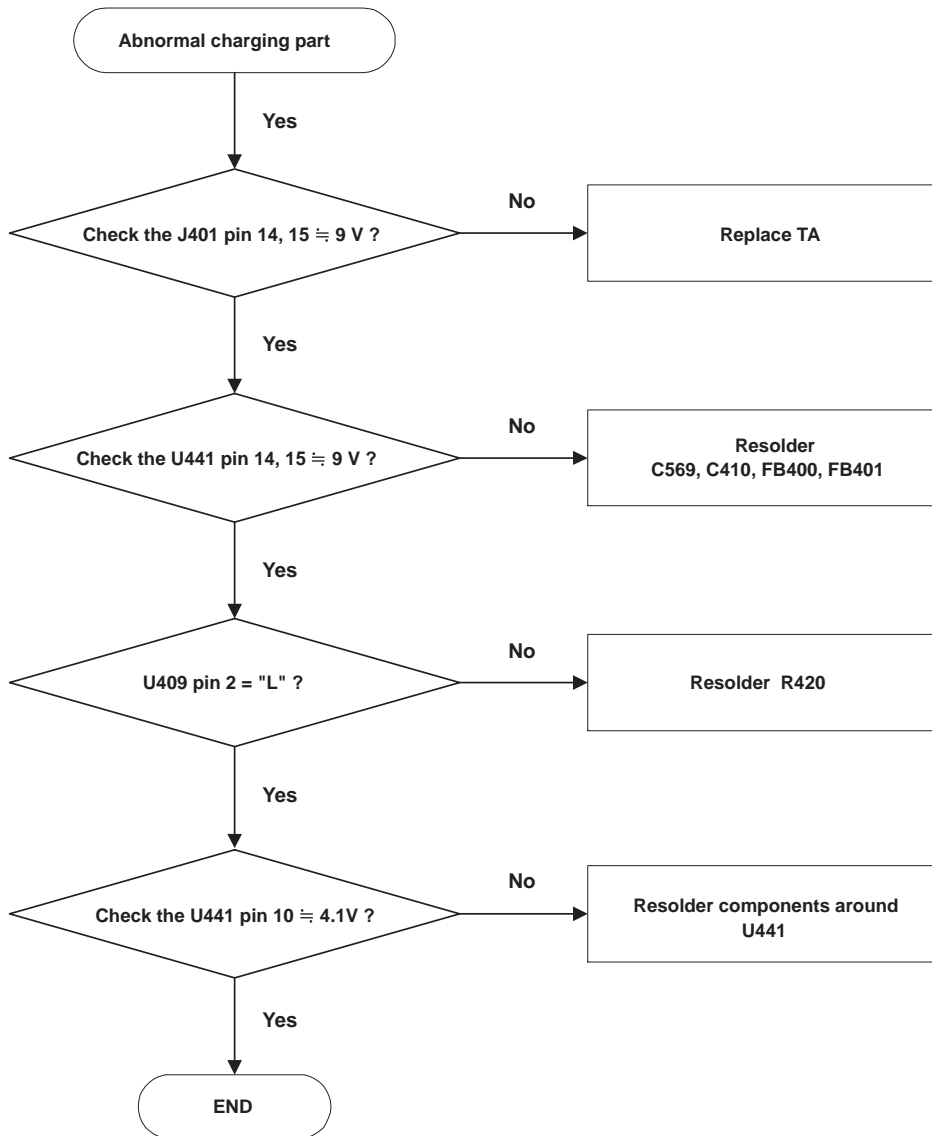 Abnormal charging part
Yes
Check the J401 pin 14, 15 ≒ 9 V ?
No
Replace TA
Yes
Check the U441 pin 14, 15 ≒ 9 V ?
No
Resolder
C569, C410, FB400, FB401
Yes
U409 pin 2 = "L" ?
No
Resolder R420
Yes
Check the U441 pin 10 ≒ 4.1V ?
No
Resolder components around
U441
Yes
END